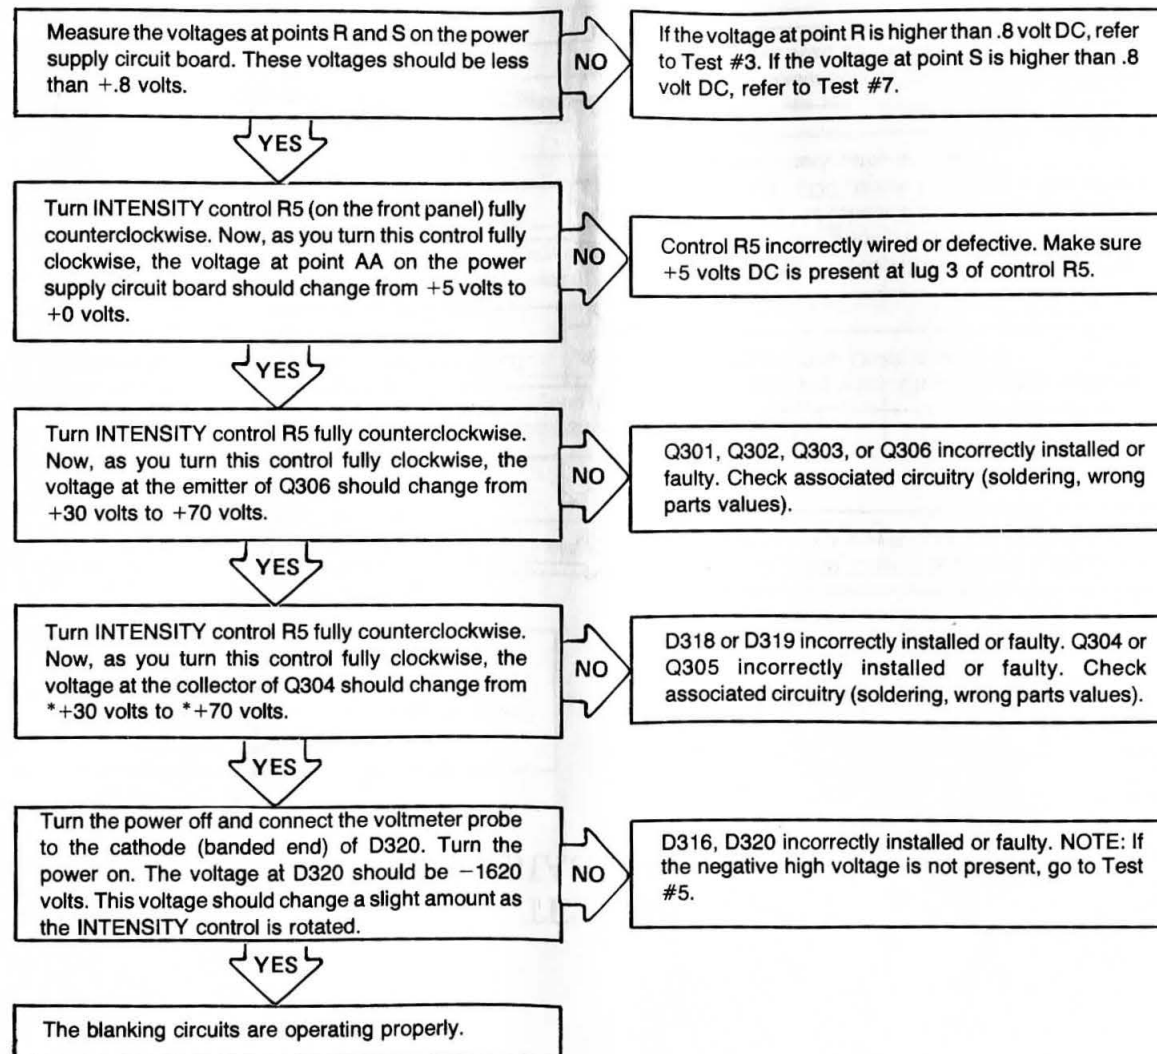 Measure the voltages at points R and S on the power
supply circuit board. These voltages should be less
than +.8 volts.
NO
If the voltage at point R is higher than .8 volt DC, refer
to Test #3. If the voltage at point S is higher than .8
volt DC, refer to Test #7.
YES
Turn INTENSITY control R5 (on the front panel) fully
counterclockwise. Now, as you turn this control fully
clockwise, the voltage at point AA on the power
supply circuit board should change from +5 volts to
+0 volts.
NO
Control R5 incorrectly wired or defective. Make sure
+5 volts DC is present at lug 3 of control R5.
YES
Turn INTENSITY control R5 fully counterclockwise.
Now, as you turn this control fully clockwise, the
voltage at the emitter of Q306 should change from
+30 volts to +70 volts.
NO
Q301, Q302, Q303, or Q306 incorrectly installed or
faulty. Check associated circuitry (soldering, wrong
parts values).
YES
Turn INTENSITY control R5 fully counterclockwise.
Now, as you turn this control fully clockwise, the
voltage at the collector of Q304 should change from
*+30 volts to *+70 volts.
NO
D318 or D319 incorrectly installed or faulty. Q304 or
Q305 incorrectly installed or faulty. Check
associated circuitry (soldering, wrong parts values).
YES
Turn the power off and connect the voltmeter probe
to the cathode (banded end) of D320. Turn the
power on. The voltage at D320 should be −1620
volts. This voltage should change a slight amount as
the INTENSITY control is rotated.
NO
D316, D320 incorrectly installed or faulty. NOTE: If
the negative high voltage is not present, go to Test
#5.
YES
The blanking circuits are operating properly.